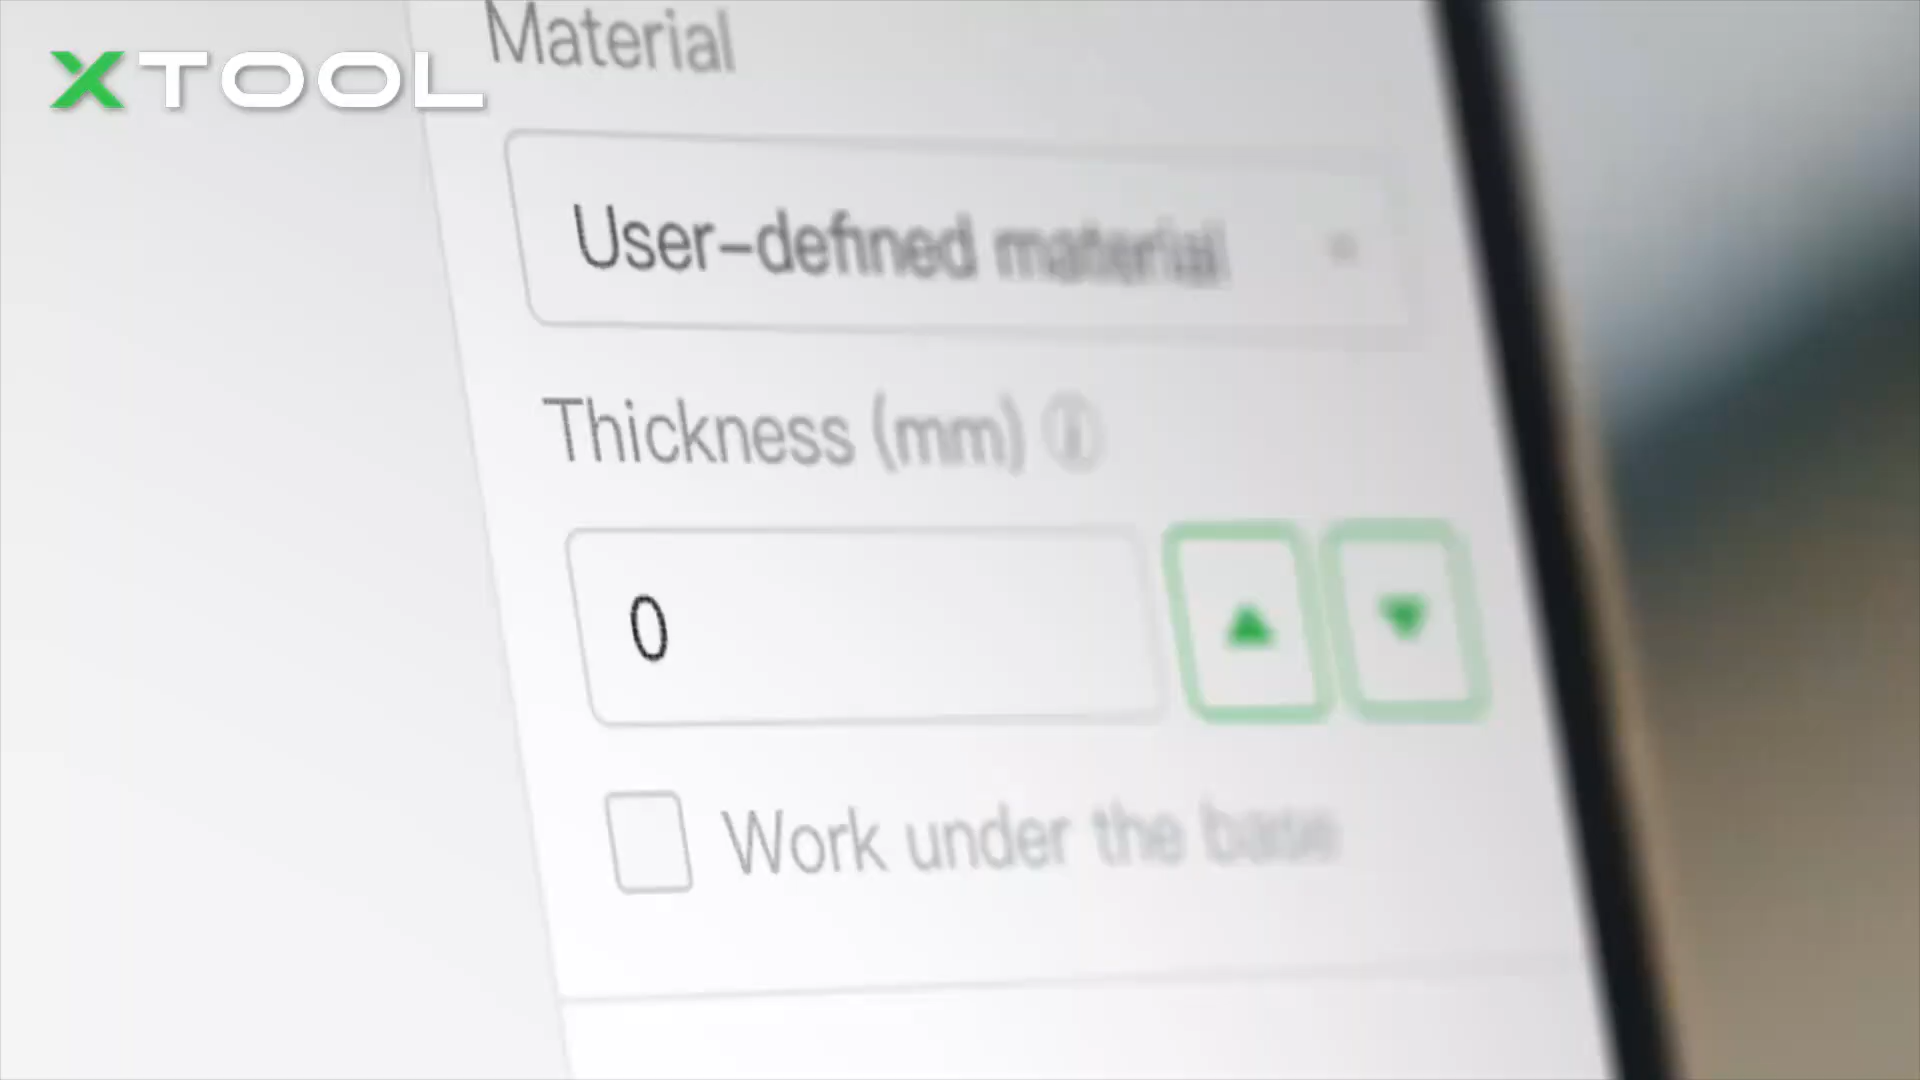 XTOOL
Material
User-defined material
Thickness (mm)
0
Work under the base